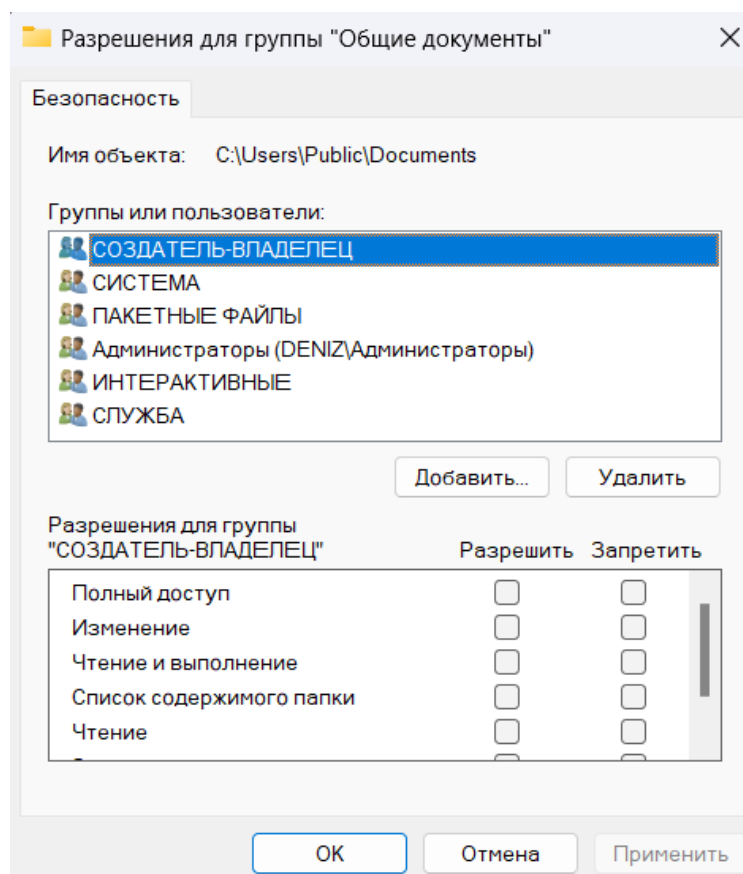 Разрешения для группы "Общие документы"
Безопасность
Имя объекта: C:\Users\Public\Documents
Группы или пользователи:
СОЗДАТЕЛЬ-ВЛАДЕЛЕЦ
СИСТЕМА
ПАКЕТНЫЕ ФАЙЛЫ
Администраторы (DENIZ\Администраторы)
ИНТЕРАКТИВНЫЕ
СЛУЖБА
Добавить... Удалить
Разрешения для группы
"СОЗДАТЕЛЬ-ВЛАДЕЛЕЦ" Разрешить Запретить
Полный доступ
Изменение
Чтение и выполнение
Список содержимого папки
Чтение
ОК Отмена Применить